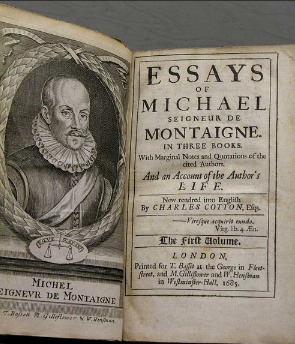 MICHEL
SEIGNEVR DE MONTAIGNE
ESSAYS
OF
MICHAEL
SEIGNEUR DE
MONTAIGNE.
IN THREE BOOKS.
With Marginal Notes and Quotations of the
cited Authors.
And an Account of the Author's
LIFE.
New rendred into English
By CHARLES COTTON, Esq;
Viresque acquirit eundo.
Virg. lib. 4. Æn.
The First Volume.
LONDON,
Printed for T. Basset at the George in Fleet-
street, and M. Gilliflower and W. Hensman
in Westminster-Hall, 1685.